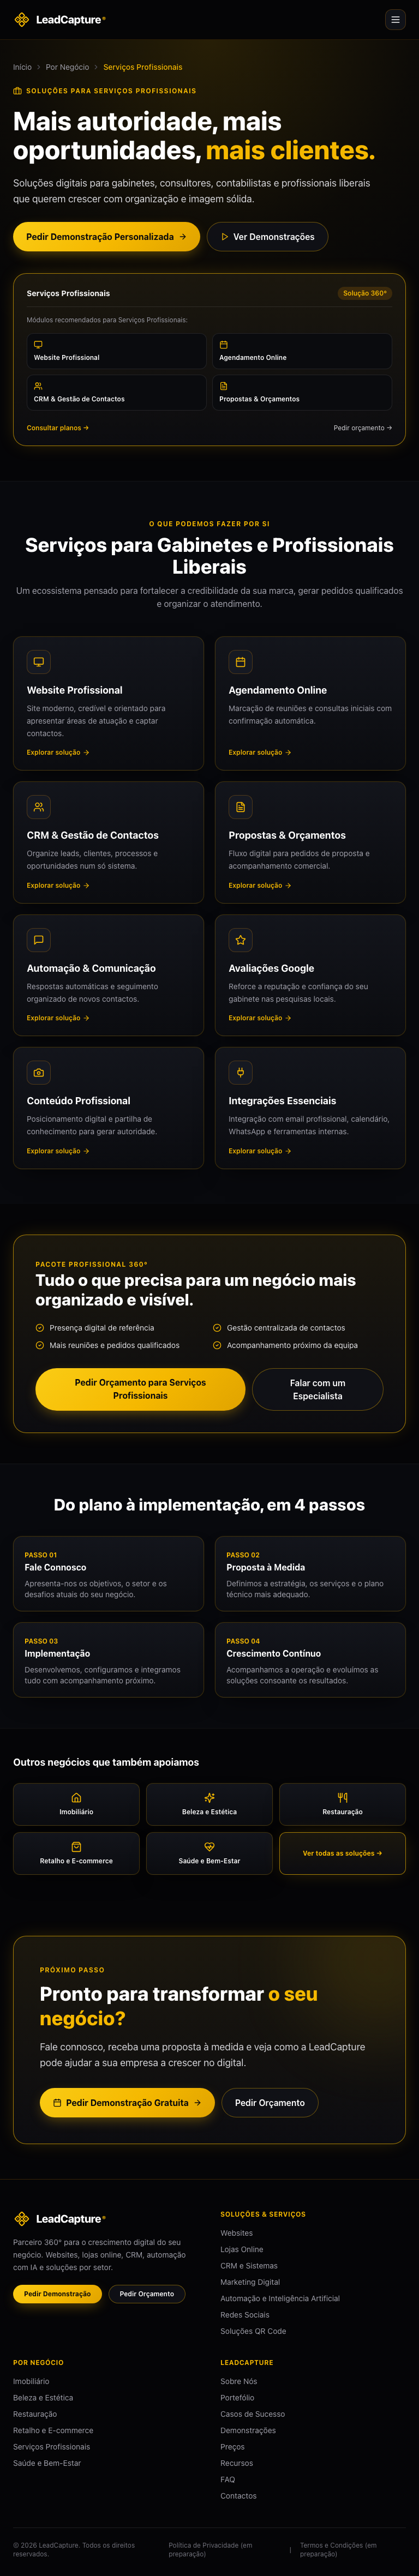 LeadCapture
Início > Por Negócio > Serviços Profissionais
SOLUÇÕES PARA SERVIÇOS PROFISSIONAIS
Mais autoridade, mais
oportunidades, mais clientes.
Soluções digitais para gabinetes, consultores, contabilistas e profissionais liberais
que querem crescer com organização e imagem sólida.
Pedir Demonstração Personalizada →
Ver Demonstrações
Serviços Profissionais
Solução 360º
Módulos recomendados para Serviços Profissionais:
Website Profissional
Agendamento Online
CRM & Gestão de Contactos
Propostas & Orçamentos
Consultar planos →
Pedir orçamento →
O QUE PODEMOS FAZER POR SI
Serviços para Gabinetes e Profissionais
Liberais
Um ecossistema pensado para fortalecer a credibilidade da sua marca, gerar pedidos qualificados
e organizar o atendimento.
Website Profissional
Site moderno, credível e orientado para
apresentar áreas de atuação e captar
contactos.
Explorar solução →
Agendamento Online
Marcação de reuniões e consultas iniciais com
confirmação automática.
Explorar solução →
CRM & Gestão de Contactos
Organize leads, clientes, processos e
oportunidades num só sistema.
Explorar solução →
Propostas & Orçamentos
Fluxo digital para pedidos de proposta e
acompanhamento comercial.
Explorar solução →
Automação & Comunicação
Respostas automáticas e seguimento
organizado de novos contactos.
Explorar solução →
Avaliações Google
Reforce a reputação e confiança do seu
gabinete nas pesquisas locais.
Explorar solução →
Conteúdo Profissional
Posicionamento digital e partilha de
conhecimento para gerar autoridade.
Explorar solução →
Integrações Essenciais
Integração com email profissional, calendário,
WhatsApp e ferramentas internas.
Explorar solução →
PACOTE PROFISSIONAL 360º
Tudo o que precisa para um negócio mais
organizado e visível.
Presença digital de referência
Gestão centralizada de contactos
Mais reuniões e pedidos qualificados
Acompanhamento próximo da equipa
Pedir Orçamento para Serviços
Profissionais
Falar com um
Especialista
Do plano à implementação, em 4 passos
PASSO 01
Fale Connosco
Apresenta-nos os objetivos, o setor e os
desafios atuais do seu negócio.
PASSO 02
Proposta à Medida
Definimos a estratégia, os serviços e o plano
técnico mais adequado.
PASSO 03
Implementação
Desenvolvemos, configuramos e integramos
tudo com acompanhamento próximo.
PASSO 04
Crescimento Contínuo
Acompanhamos a operação e evoluímos as
soluções consoante os resultados.
Outros negócios que também apoiamos
Imobiliário
Beleza e Estética
Restauração
Retalho e E-commerce
Saúde e Bem-Estar
Ver todas as soluções →
PRÓXIMO PASSO
Pronto para transformar o seu
negócio?
Fale connosco, receba uma proposta à medida e veja como a LeadCapture
pode ajudar a sua empresa a crescer no digital.
Pedir Demonstração Gratuita →
Pedir Orçamento
LeadCapture
Parceiro 360º para o crescimento digital do seu
negócio. Websites, lojas online, CRM, automação
com IA e soluções por setor.
Pedir Demonstração
Pedir Orçamento
SOLUÇÕES & SERVIÇOS
Websites
Lojas Online
CRM e Sistemas
Marketing Digital
Automação e Inteligência Artificial
Redes Sociais
Soluções QR Code
POR NEGÓCIO
Imobiliário
Beleza e Estética
Restauração
Retalho e E-commerce
Serviços Profissionais
Saúde e Bem-Estar
LEADCAPTURE
Sobre Nós
Portefólio
Casos de Sucesso
Demonstrações
Preços
Recursos
FAQ
Contactos
© 2026 LeadCapture. Todos os direitos
reservados.
Política de Privacidade (em
preparação)
|
Termos e Condições (em
preparação)